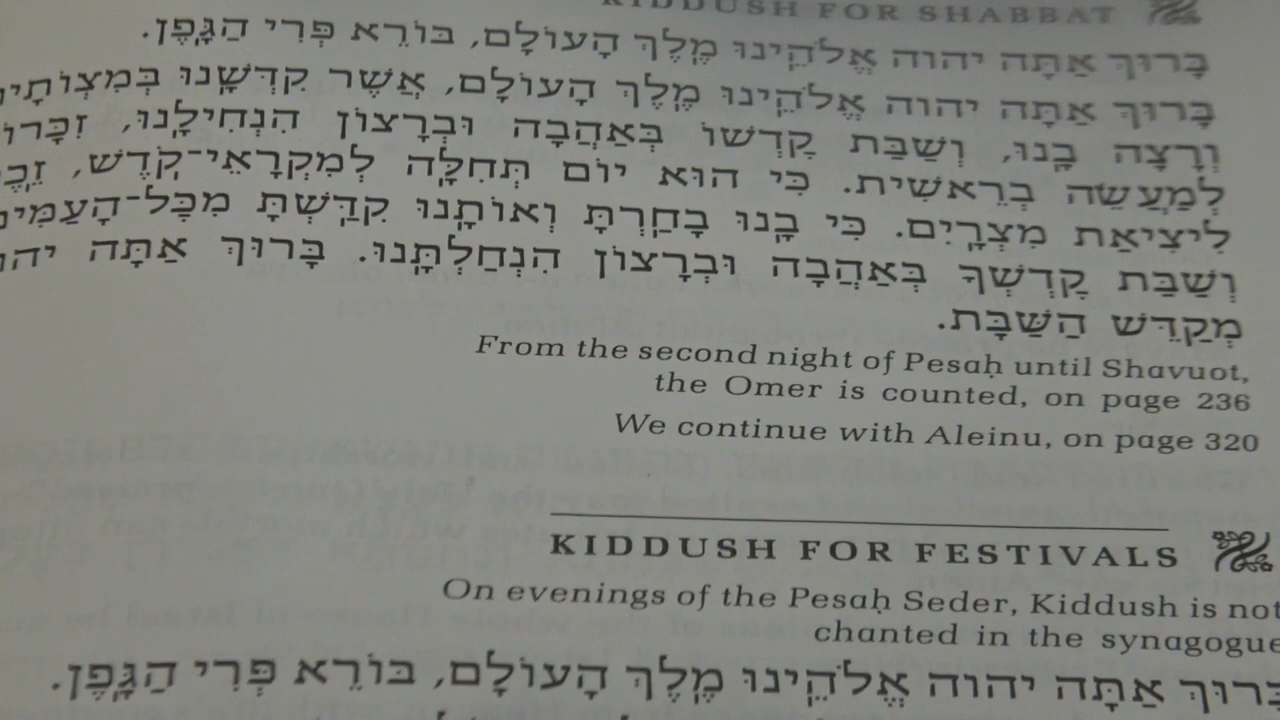 KIDDUSH FOR SHABBAT
בָּרוּךְ אַתָּה יהוה אֱלֹהֵינוּ מֶלֶךְ הָעוֹלָם, בּוֹרֵא פְּרִי הַגָּפֶן.
בָּרוּךְ אַתָּה יהוה אֱלֹהֵינוּ מֶלֶךְ הָעוֹלָם, אֲשֶׁר קִדְּשָׁנוּ
וְרָצָה בָנוּ, וְשַׁבַּת קָדְשׁוֹ בְּאַהֲבָה וּבְרָצוֹן הִנְחִילָנוּ,
לְמַעֲשֵׂה בְרֵאשִׁית. כִּי הוּא יוֹם תְּחִלָּה לְמִקְרָאֵי־קֹדֶשׁ,
לִיצִיאַת מִצְרָיִם. כִּי בָנוּ בָחַרְתָּ וְאוֹתָנוּ קִדַּשְׁתָּ
וְשַׁבַּת קָדְשְׁךָ בְּאַהֲבָה וּבְרָצוֹן הִנְחַלְתָּנוּ. בָּרוּךְ אַתָּה
מְקַדֵּשׁ הַשַּׁבָּת.
From the second night of Pesaḥ until Shavuot,
the Omer is counted, on page 236
We continue with Aleinu, on page 320
KIDDUSH FOR FESTIVALS
On evenings of the Pesaḥ Seder, Kiddush is not
chanted in the synagogue
בָּרוּךְ אַתָּה יהוה אֱלֹהֵינוּ מֶלֶךְ הָעוֹלָם, בּוֹרֵא פְּרִי הַגָּפֶן.